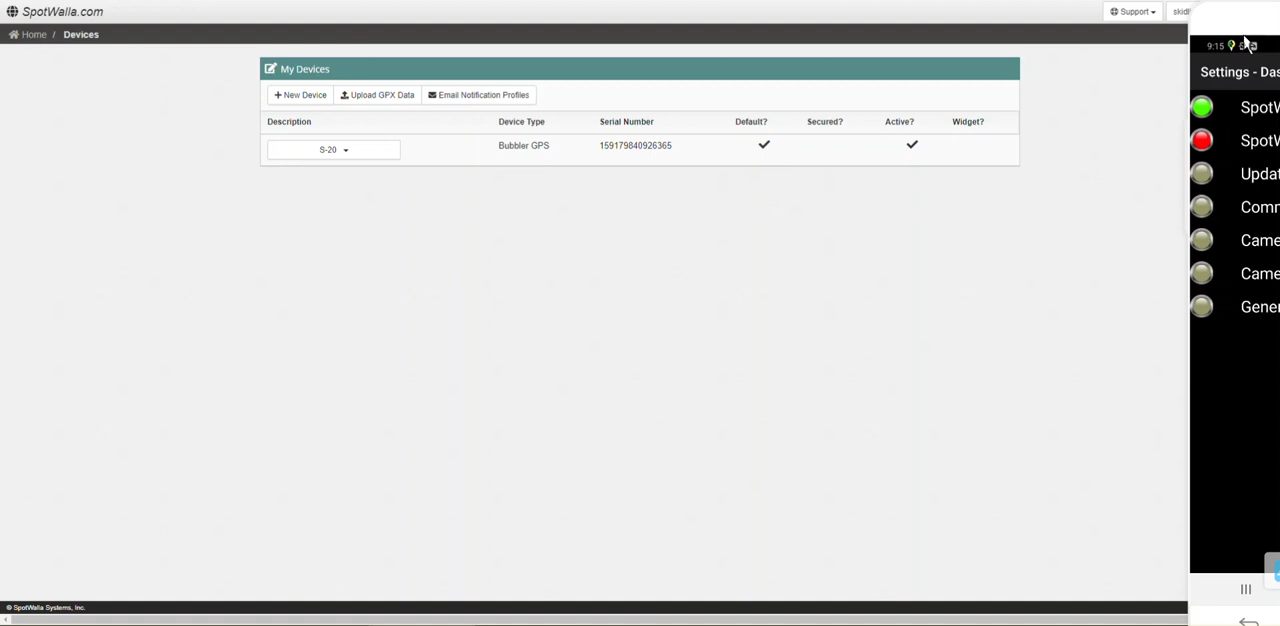 SpotWalla.com
Support
Home / Devices
My Devices
+ New Device Upload GPX Data Email Notification Profiles
Description Device Type Serial Number Default? Secured? Active? Widget?
S-20 Bubbler GPS 159179840926365
© SpotWalla Systems, Inc.
9:15
Settings - Das
SpotW
SpotW
Updat
Comm
Came
Came
Gener